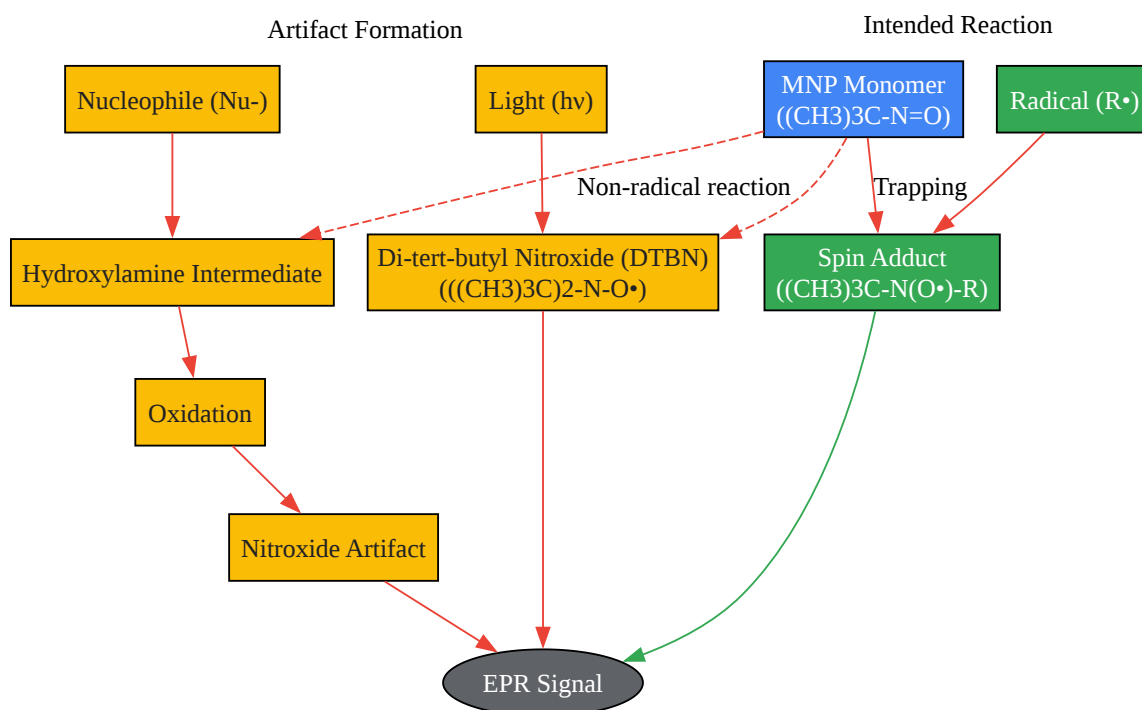 Artifact Formation
Intended Reaction
Nucleophile (Nu-)
Light (hν)
MNP Monomer
((CH3)3C-N=O)
Radical (R•)
Non-radical reaction
Trapping
Hydroxylamine Intermediate
Di-tert-butyl Nitroxide (DTBN)
(((CH3)3C)2-N-O•)
Spin Adduct
((CH3)3C-N(O•)-R)
Oxidation
Nitroxide Artifact
EPR Signal